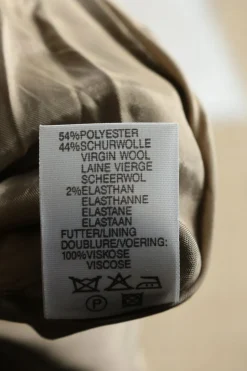 54%POLYESTER
44%SCHURWOLLE
VIRGIN WOOL
LAINE VIERGE
SCHEERWOL
2%ELASTHAN
ELASTHANNE
ELASTANE
ELASTAAN
FUTTER/LINING
DOUBLURE/VOERING:
100%VISKOSE
VISCOSE
P